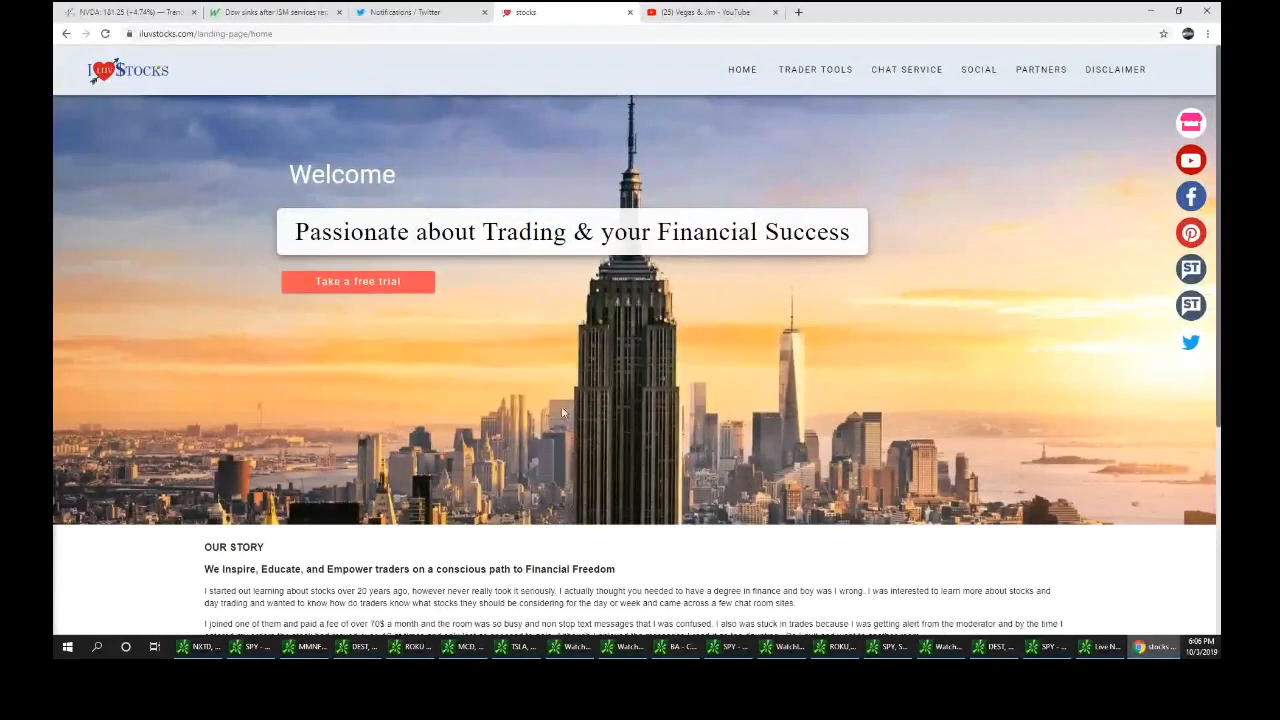 NVDA: 181.25 (+4.74%) — Tren
Dow sinks after ISM services rep
Notifications / Twitter
stocks
(25) Vegas & Jim - YouTube
iluvstocks.com/landing-page/home
I LUV $TOCKS
HOME
TRADER TOOLS
CHAT SERVICE
SOCIAL
PARTNERS
DISCLAIMER
Welcome
Passionate about Trading & your Financial Success
Take a free trial
ST
ST
OUR STORY
We Inspire, Educate, and Empower traders on a conscious path to Financial Freedom
I started out learning about stocks over 20 years ago, however never really took it seriously. I actually thought you needed to have a degree in finance and boy was I wrong. I was interested to learn more about stocks and
day trading and wanted to know how do traders know what stocks they should be considering for the day or week and came across a few chat room sites.
I joined one of them and paid a fee of over 70$ a month and the room was so busy and non stop text messages that I was confused. I also was stuck in trades because I was getting alert from the moderator and by the time I
NXTD, ...
SPY - ...
MMNF...
DEST, ...
ROKU ...
MCD, ...
TSLA, ...
Watch...
Watch...
BA - C...
SPY - ...
Watchl...
ROKU,...
SPY, S...
Watch...
DEST, ...
SPY - ...
Live N...
stocks ...
6:06 PM
10/3/2019